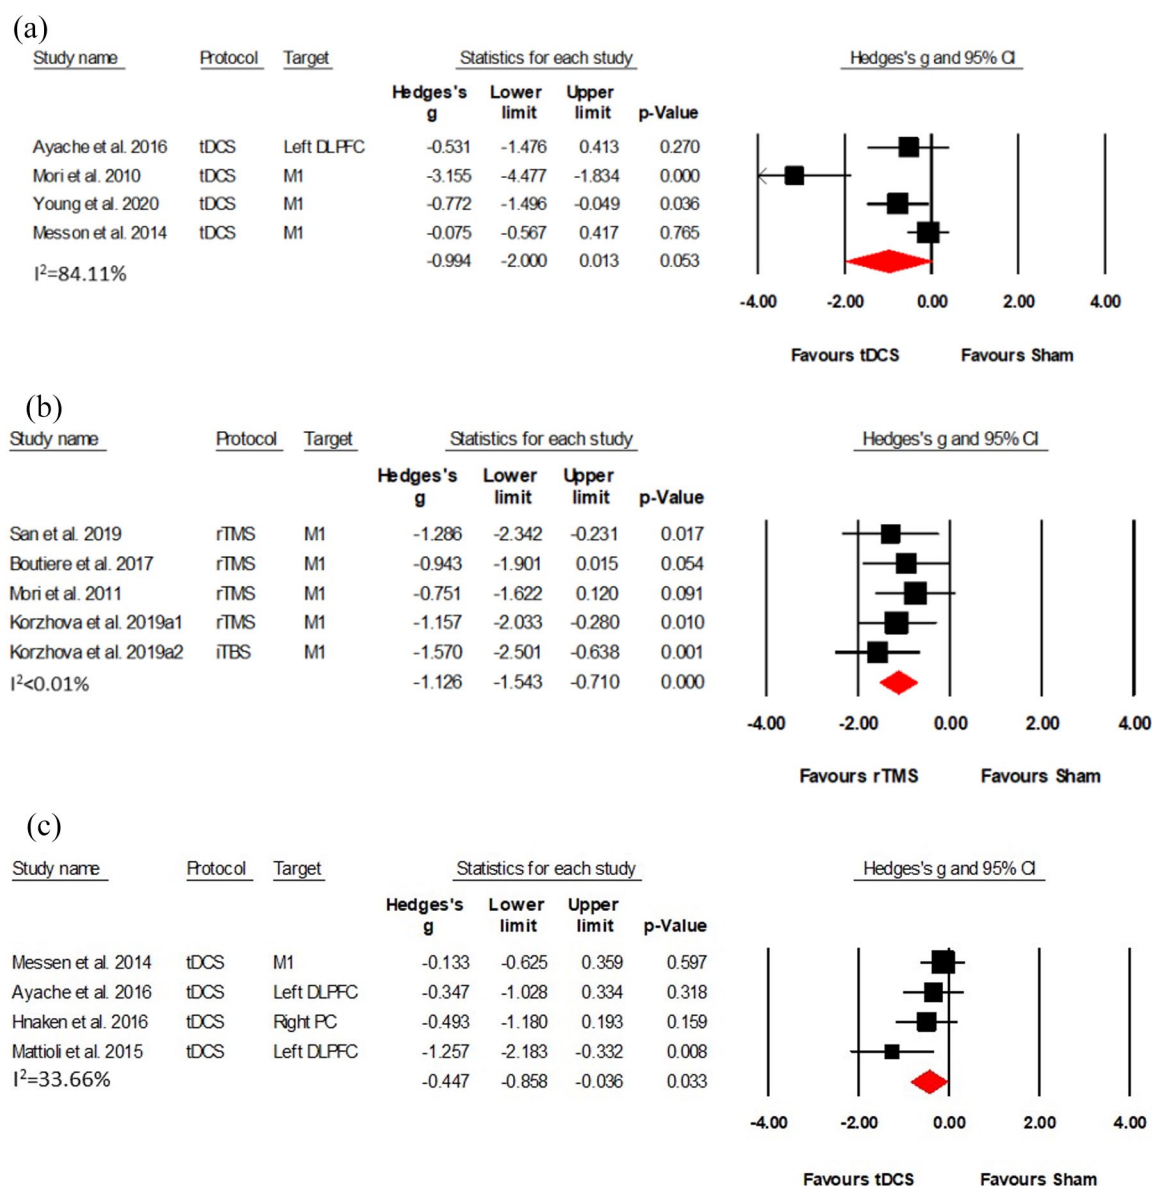 (a)
Study name Protocol Target Statistics for each study Hedges's g and 95% CI
Hedges's Lower Upper
g limit limit p-Value
Ayache et al. 2016 tDCS Left DLPFC -0.531 -1.476 0.413 0.270
Mori et al. 2010 tDCS M1 -3.155 -4.477 -1.834 0.000
Young et al. 2020 tDCS M1 -0.772 -1.496 -0.049 0.036
Messon et al. 2014 tDCS M1 -0.075 -0.567 0.417 0.765
-0.994 -2.000 0.013 0.053
I²=84.11%
-4.00 -2.00 0.00 2.00 4.00
Favours tDCS Favours Sham
(b)
Study name Protocol Target Statistics for each study Hedges's g and 95% CI
Hedges's Lower Upper
g limit limit p-Value
San et al. 2019 rTMS M1 -1.286 -2.342 -0.231 0.017
Boutiere et al. 2017 rTMS M1 -0.943 -1.901 0.015 0.054
Mori et al. 2011 rTMS M1 -0.751 -1.622 0.120 0.091
Korzhova et al. 2019a1 rTMS M1 -1.157 -2.033 -0.280 0.010
Korzhova et al. 2019a2 iTBS M1 -1.570 -2.501 -0.638 0.001
I²<0.01% -1.126 -1.543 -0.710 0.000
-4.00 -2.00 0.00 2.00 4.00
Favours rTMS Favours Sham
(c)
Study name Protocol Target Statistics for each study Hedges's g and 95% CI
Hedges's Lower Upper
g limit limit p-Value
Messen et al. 2014 tDCS M1 -0.133 -0.625 0.359 0.597
Ayache et al. 2016 tDCS Left DLPFC -0.347 -1.028 0.334 0.318
Hnaken et al. 2016 tDCS Right PC -0.493 -1.180 0.193 0.159
Mattioli et al. 2015 tDCS Left DLPFC -1.257 -2.183 -0.332 0.008
I²=33.66% -0.447 -0.858 -0.036 0.033
-4.00 -2.00 0.00 2.00 4.00
Favours tDCS Favours Sham